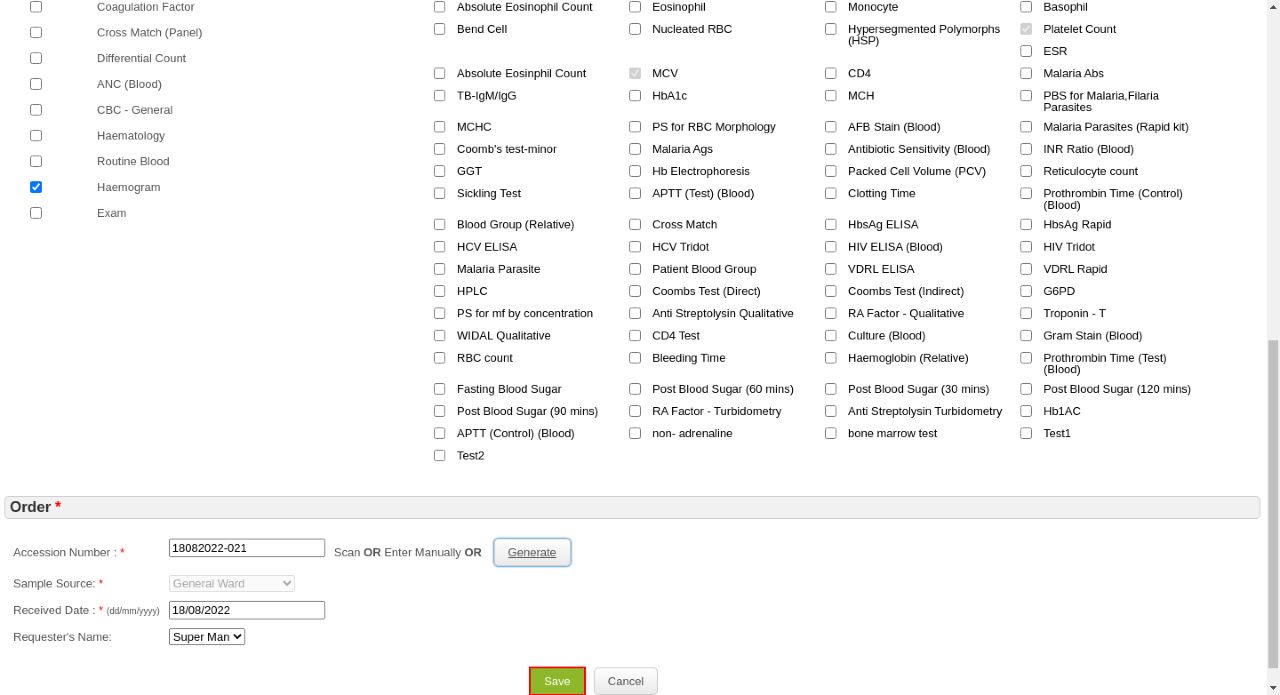 Coagulation Factor
Cross Match (Panel)
Differential Count
ANC (Blood)
CBC - General
Haematology
Routine Blood
Haemogram
Exam
Absolute Eosinophil Count Eosinophil Monocyte Basophil
Bend Cell Nucleated RBC Hypersegmented Polymorphs (HSP) Platelet Count
ESR
Absolute Eosinphil Count MCV CD4 Malaria Abs
TB-IgM/IgG HbA1c MCH PBS for Malaria,Filaria Parasites
MCHC PS for RBC Morphology AFB Stain (Blood) Malaria Parasites (Rapid kit)
Coomb's test-minor Malaria Ags Antibiotic Sensitivity (Blood) INR Ratio (Blood)
GGT Hb Electrophoresis Packed Cell Volume (PCV) Reticulocyte count
Sickling Test APTT (Test) (Blood) Clotting Time Prothrombin Time (Control) (Blood)
Blood Group (Relative) Cross Match HbsAg ELISA HbsAg Rapid
HCV ELISA HCV Tridot HIV ELISA (Blood) HIV Tridot
Malaria Parasite Patient Blood Group VDRL ELISA VDRL Rapid
HPLC Coombs Test (Direct) Coombs Test (Indirect) G6PD
PS for mf by concentration Anti Streptolysin Qualitative RA Factor - Qualitative Troponin - T
WIDAL Qualitative CD4 Test Culture (Blood) Gram Stain (Blood)
RBC count Bleeding Time Haemoglobin (Relative) Prothrombin Time (Test) (Blood)
Fasting Blood Sugar Post Blood Sugar (60 mins) Post Blood Sugar (30 mins) Post Blood Sugar (120 mins)
Post Blood Sugar (90 mins) RA Factor - Turbidometry Anti Streptolysin Turbidometry Hb1AC
APTT (Control) (Blood) non- adrenaline bone marrow test Test1
Test2
Order *
Accession Number : * 18082022-021 Scan OR Enter Manually OR Generate
Sample Source: * General Ward
Received Date : * (dd/mm/yyyy) 18/08/2022
Requester's Name: Super Man
Save Cancel